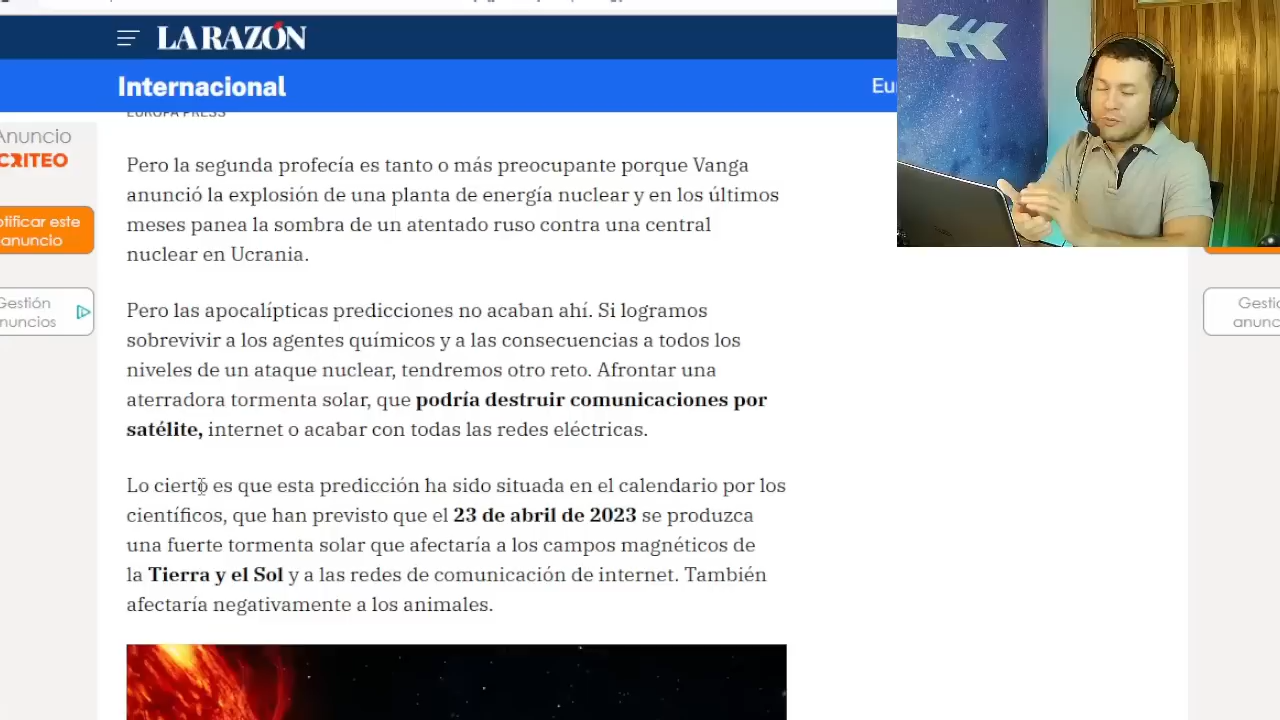 LA RAZÓN
Internacional
EUROPA PRESS
Anuncio
CRITEO
anuncio
Gestión
Pero la segunda profecía es tanto o más preocupante porque Vanga
anunció la explosión de una planta de energía nuclear y en los últimos
meses panea la sombra de un atentado ruso contra una central
nuclear en Ucrania.
Pero las apocalípticas predicciones no acaban ahí. Si logramos
sobrevivir a los agentes químicos y a las consecuencias a todos los
niveles de un ataque nuclear, tendremos otro reto. Afrontar una
aterradora tormenta solar, que podría destruir comunicaciones por
satélite, internet o acabar con todas las redes eléctricas.
Lo cierto es que esta predicción ha sido situada en el calendario por los
científicos, que han previsto que el 23 de abril de 2023 se produzca
una fuerte tormenta solar que afectaría a los campos magnéticos de
la Tierra y el Sol y a las redes de comunicación de internet. También
afectaría negativamente a los animales.